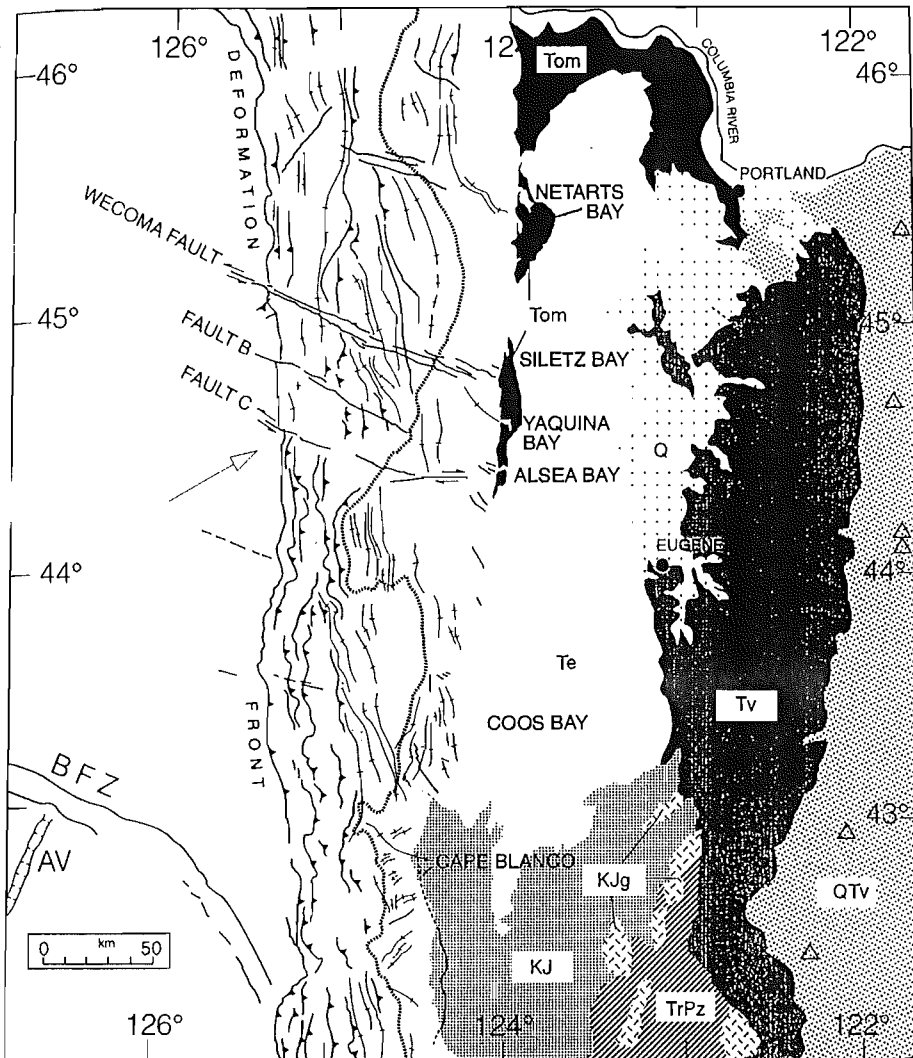 126°
124°
122°
46°
46°
Tom
COLUMBIA RIVER
DEFORMATION
PORTLAND
NETARTS
BAY
WECOMA FAULT
45°
45°
Tom
FAULT B
SILETZ BAY
FAULT C
YAQUINA
BAY
Q
ALSEA BAY
EUGENE
44°
44°
Te
Tv
FRONT
COOS BAY
BFZ
43°
AV
CAPE BLANCO
KJg
QTv
0 km 50
KJ
TrPz
126°
124°
122°